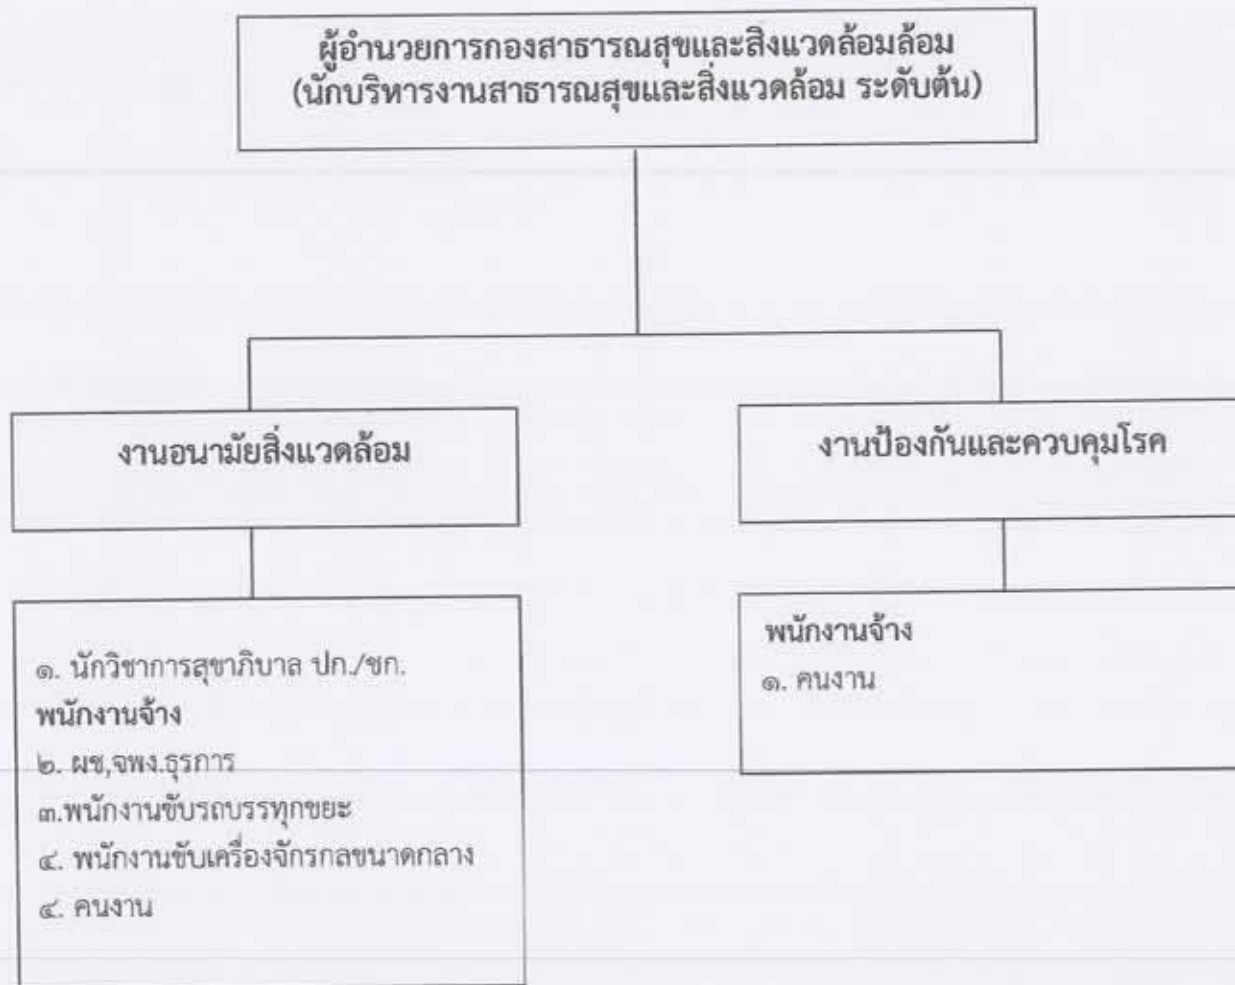 ผู้อำนวยการกองสาธารณสุขและสิ่งแวดล้อมล้อม
(นักบริหารงานสาธารณสุขและสิ่งแวดล้อม ระดับต้น)
งานอนามัยสิ่งแวดล้อม
งานป้องกันและควบคุมโรค
๑. นักวิชาการสุขาภิบาล ปก./ชก.
พนักงานจ้าง
๒. ผช,จพง.ธุรการ
๓.พนักงานขับรถบรรทุกขยะ
๔. พนักงานขับเครื่องจักรกลขนาดกลาง
๔. คนงาน
พนักงานจ้าง
๑. คนงาน